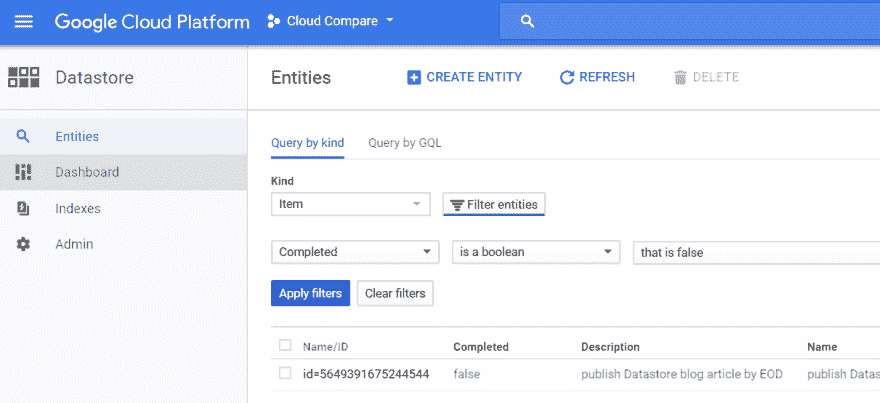 Google Cloud Platform Cloud Compare
Datastore
Entities CREATE ENTITY REFRESH DELETE
Entities
Dashboard
Indexes
Admin
Query by kind Query by GQL
Kind
Item Filter entities
Completed is a boolean that is false
Apply filters Clear filters
Name/ID Completed Description Name
id=5649391675244544 false publish Datastore blog article by EOD publish Datas